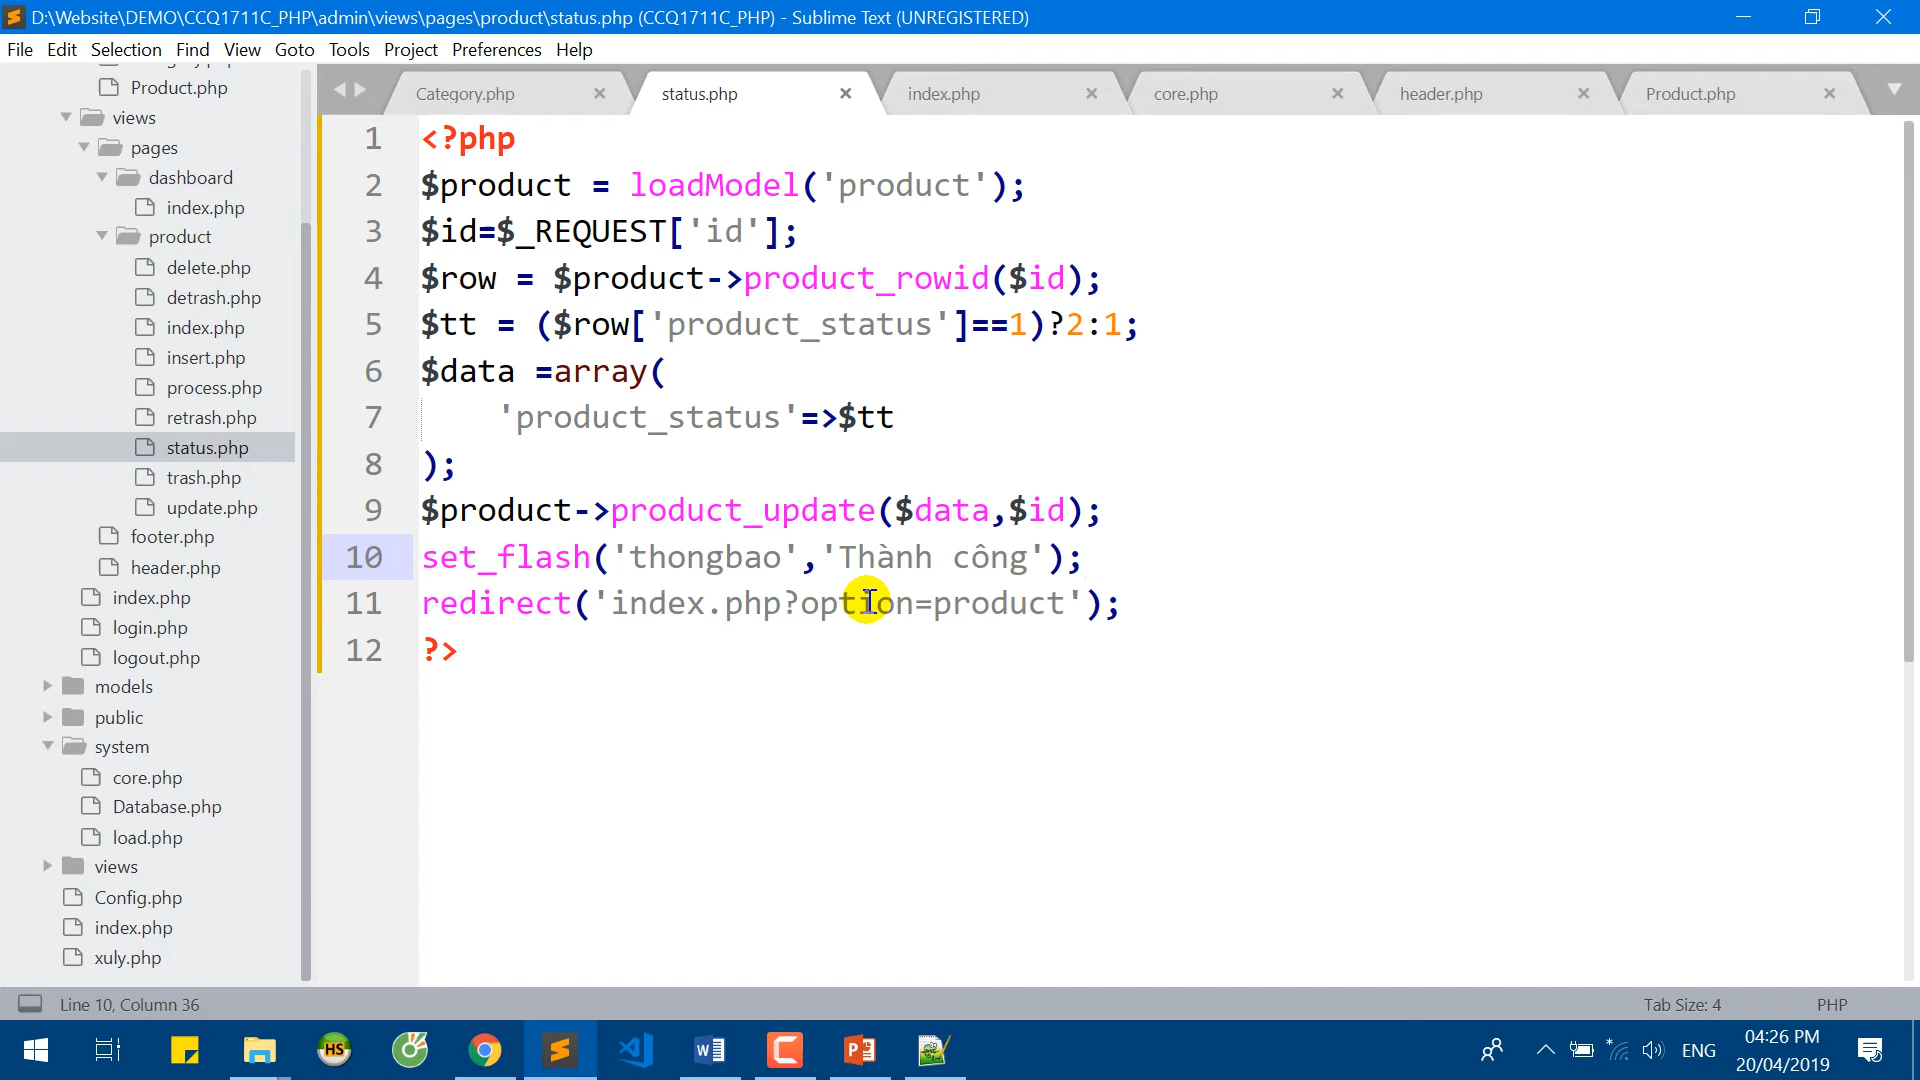 D:\Website\DEMO\CCQ1711C_PHP\admin\views\pages\product\status.php (CCQ1711C_PHP) - Sublime Text (UNREGISTERED)
File Edit Selection Find View Goto Tools Project Preferences Help
Product.php
views
pages
dashboard
index.php
product
delete.php
detrash.php
index.php
insert.php
process.php
retrash.php
status.php
trash.php
update.php
footer.php
header.php
index.php
login.php
logout.php
models
public
system
core.php
Database.php
load.php
views
Config.php
index.php
xuly.php
Category.php status.php index.php core.php header.php Product.php
1 <?php
2 $product = loadModel('product');
3 $id=$_REQUEST['id'];
4 $row = $product->product_rowid($id);
5 $tt = ($row['product_status']==1)?2:1;
6 $data =array(
7 'product_status'=>$tt
8 );
9 $product->product_update($data,$id);
10 set_flash('thongbao','Thành công');
11 redirect('index.php?option=product');
12 ?>
Line 10, Column 36 Tab Size: 4 PHP
HS
ENG
04:26 PM
20/04/2019